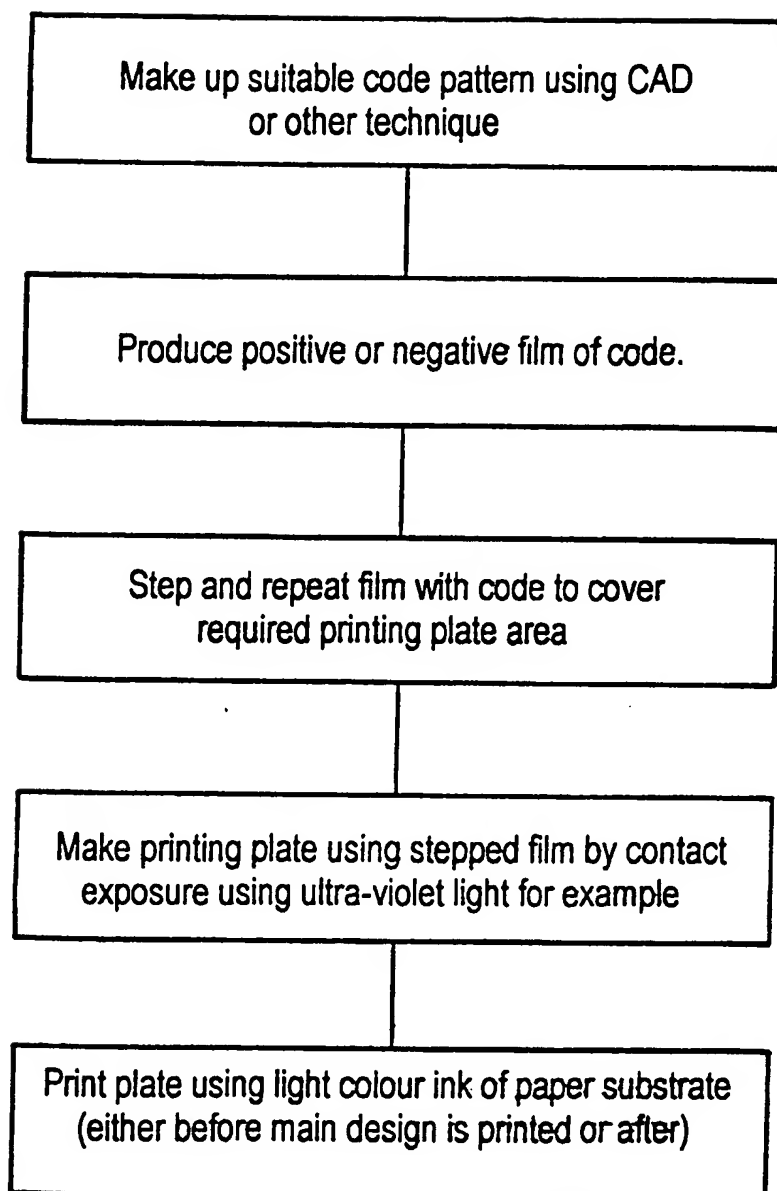 Make up suitable code pattern using CAD
or other technique
Produce positive or negative film of code.
Step and repeat film with code to cover
required printing plate area
Make printing plate using stepped film by contact
exposure using ultra-violet light for example
Print plate using light colour ink of paper substrate
(either before main design is printed or after)